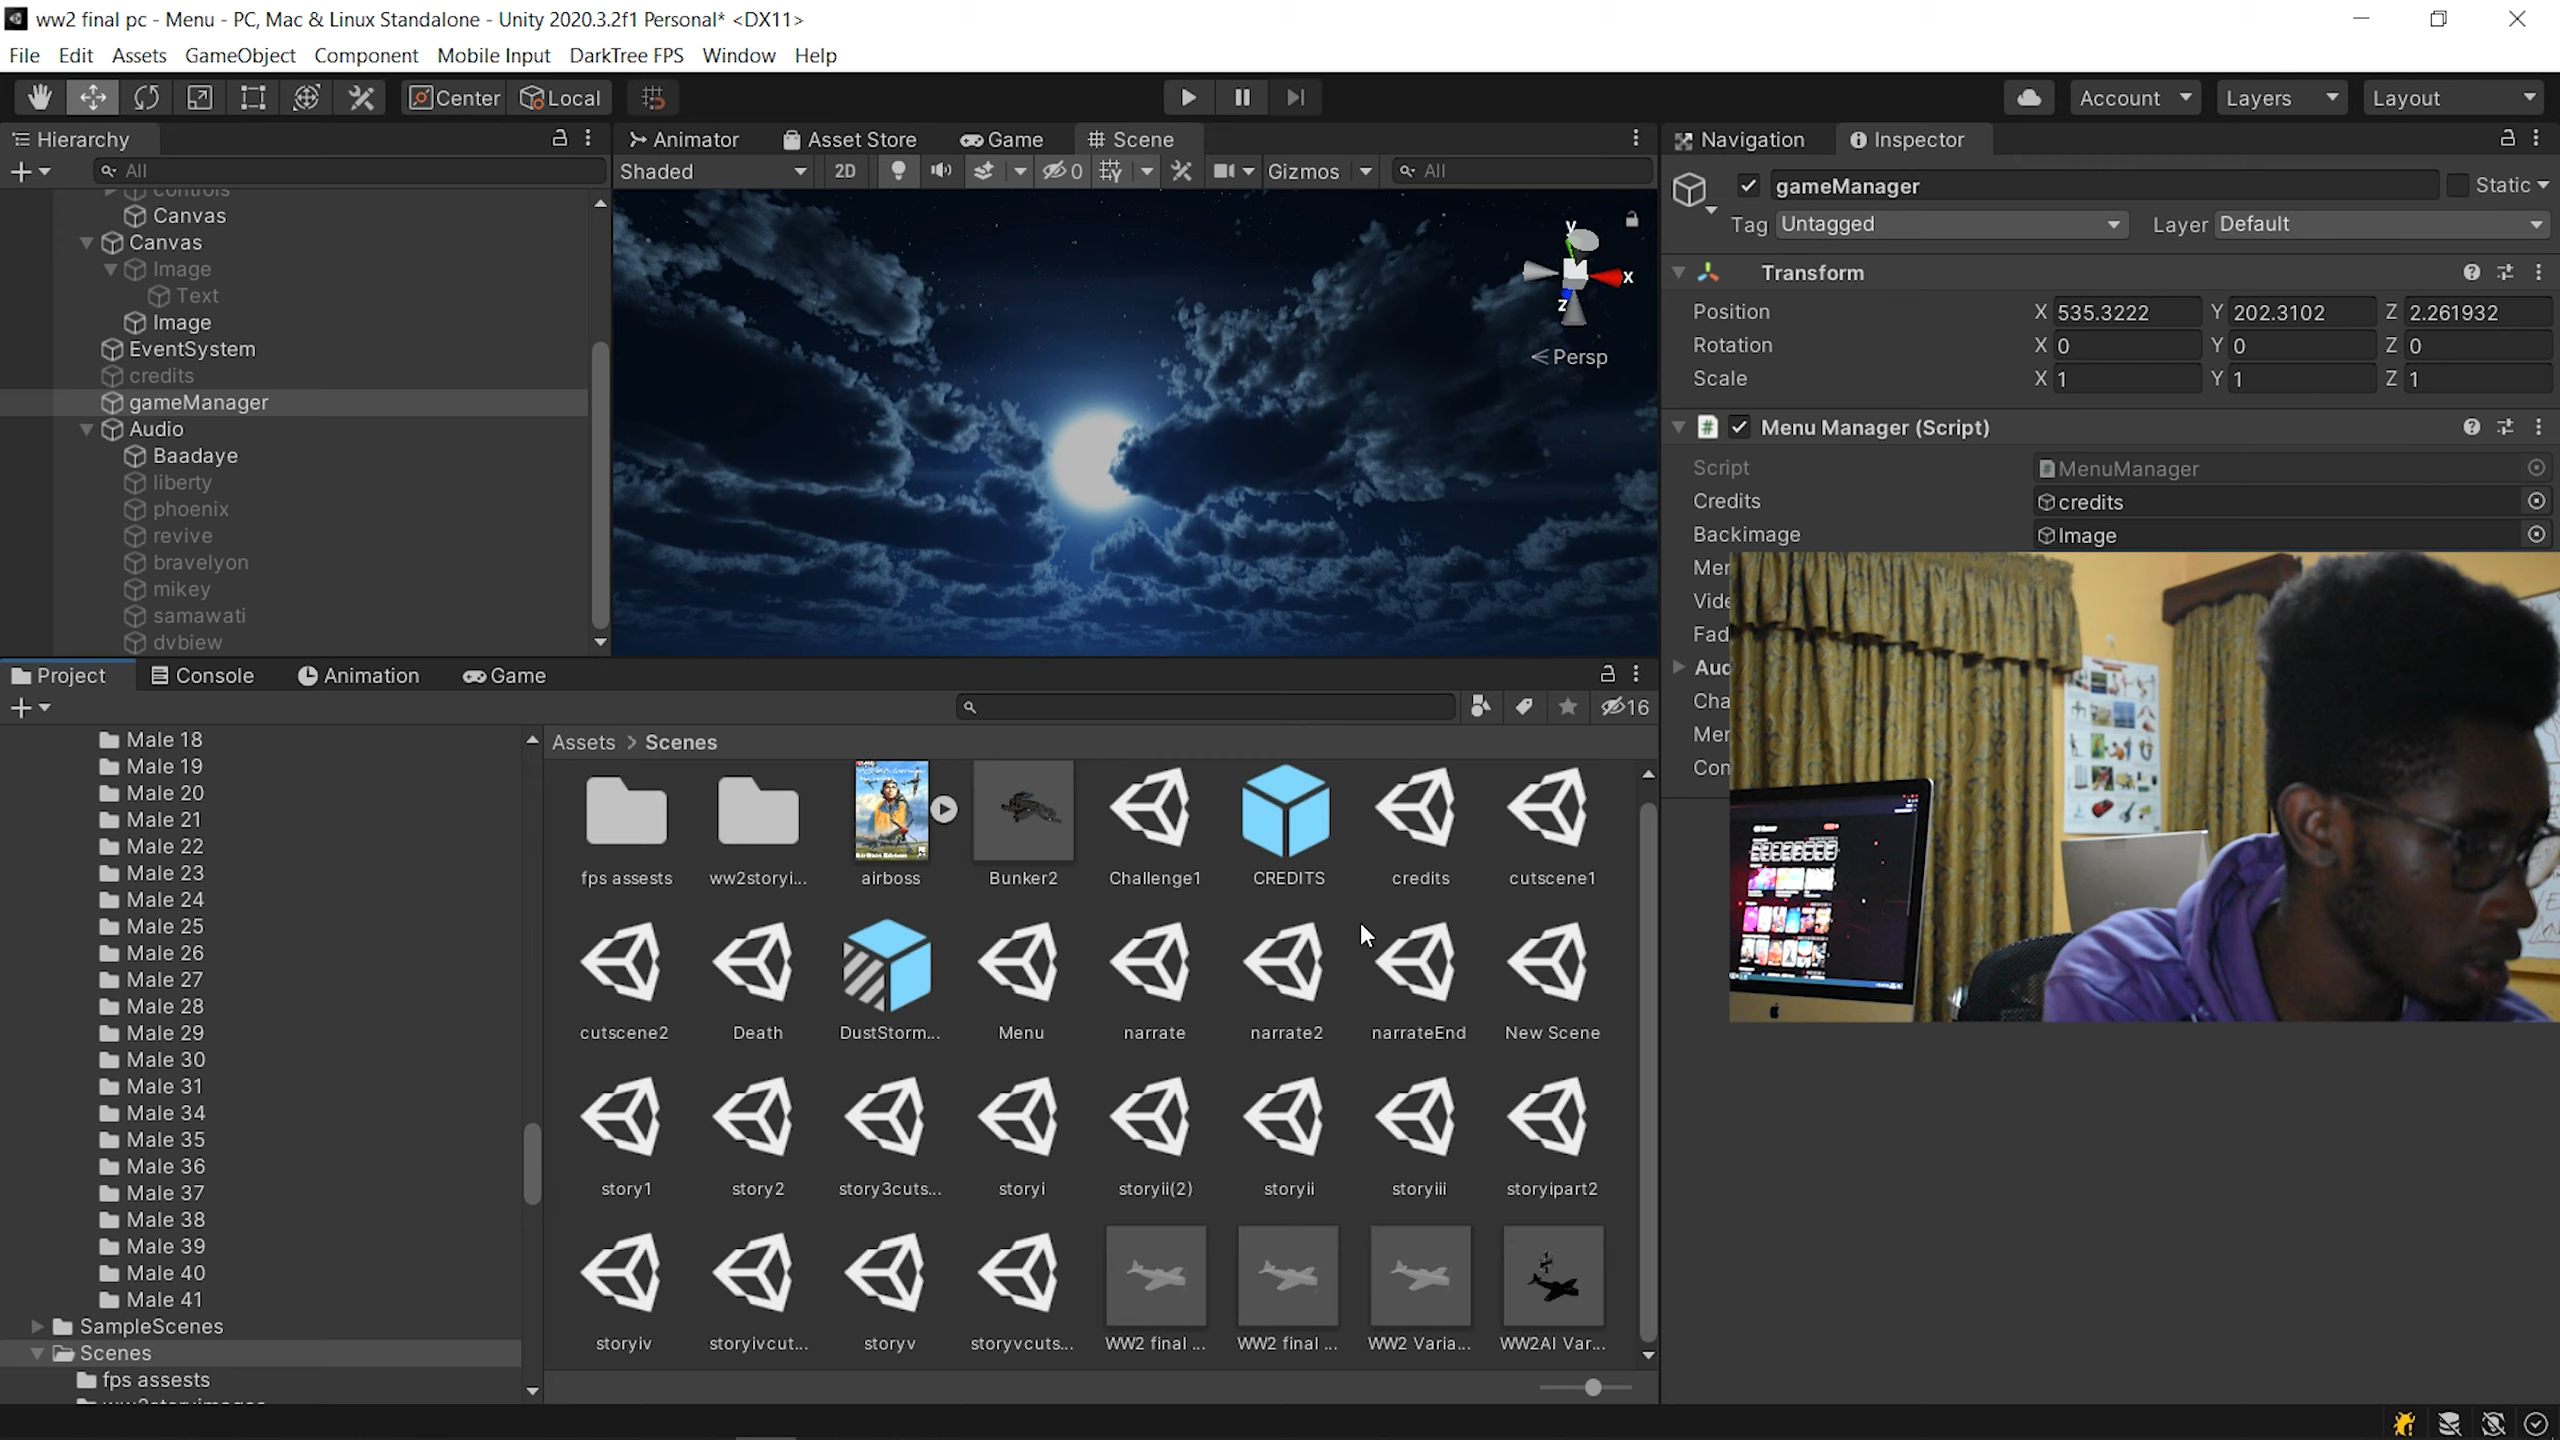 ww2 final pc - Menu - PC, Mac & Linux Standalone - Unity 2020.3.2f1 Personal* <DX11>
File Edit Assets GameObject Component Mobile Input DarkTree FPS Window Help
Center Local
Account Layers Layout
Hierarchy
All
controls
Canvas
Canvas
Image
Text
Image
EventSystem
credits
gameManager
Audio
Baadaye
liberty
phoenix
revive
bravelyon
mikey
samawati
dvbiew
Animator Asset Store Game Scene
Shaded 2D 0 Gizmos All
y
x
z
Persp
Navigation Inspector
gameManager Static
Tag Untagged Layer Default
Transform
Position X 535.3222 Y 202.3102 Z 2.261932
Rotation X 0 Y 0 Z 0
Scale X 1 Y 1 Z 1
Menu Manager (Script)
Script MenuManager
Credits credits
Backimage Image
Project Console Animation Game
16
Male 18
Male 19
Male 20
Male 21
Male 22
Male 23
Male 24
Male 25
Male 26
Male 27
Male 28
Male 29
Male 30
Male 31
Male 34
Male 35
Male 36
Male 37
Male 38
Male 39
Male 40
Male 41
SampleScenes
Scenes
fps assests
Assets > Scenes
fps assests ww2storyi... airboss Bunker2 Challenge1 CREDITS credits cutscene1
cutscene2 Death DustStorm... Menu narrate narrate2 narrateEnd New Scene
story1 story2 story3cuts... storyi storyii(2) storyii storyiii storyipart2
storyiv storyivcut... storyv storyvcuts... WW2 final ... WW2 final ... WW2 Varia... WW2AI Var...